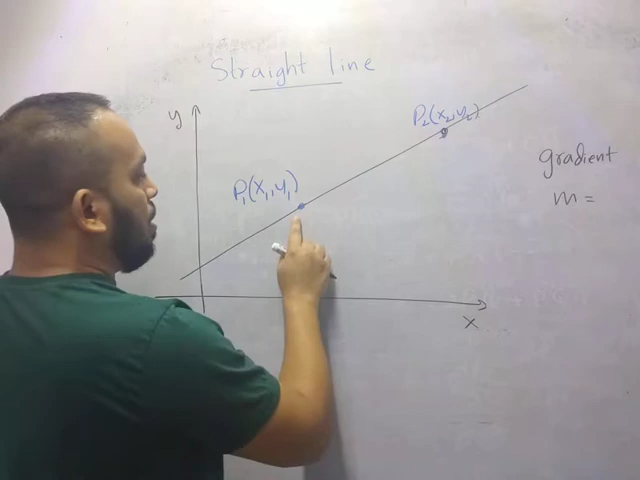 Straight line
y
P₂(x₂, y₂)
gradient
P₁(x₁, y₁)
m =
x